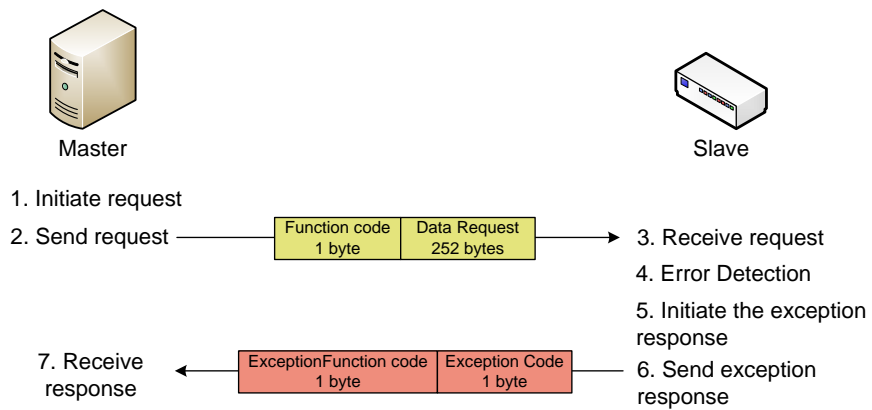 Master
Slave
1. Initiate request
2. Send request
Function code
1 byte
Data Request
252 bytes
3. Receive request
4. Error Detection
5. Initiate the exception
response
7. Receive
response
ExceptionFunction code
1 byte
Exception Code
1 byte
6. Send exception
response